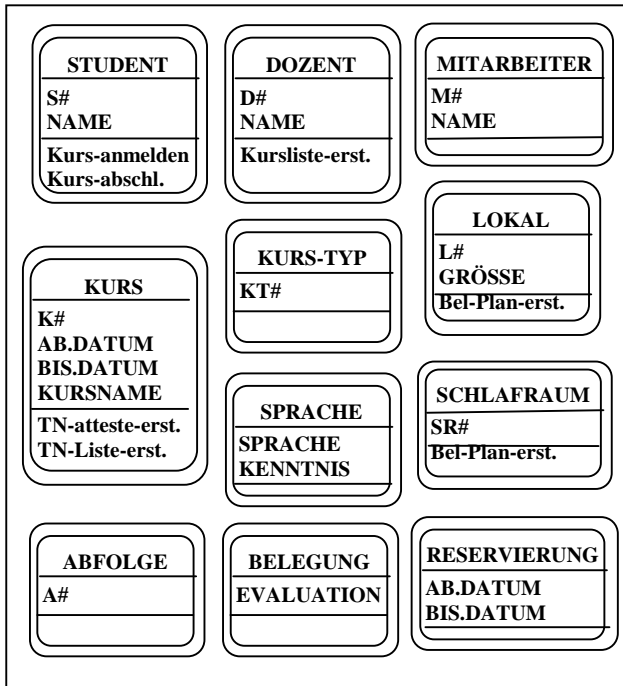 STUDENT
S#
NAME
Kurs-anmelden
Kurs-abschl.
DOZENT
D#
NAME
Kursliste-erst.
MITARBEITER
M#
NAME
KURS
K#
AB.DATUM
BIS.DATUM
KURSNAME
TN-atteste-erst.
TN-Liste-erst.
KURS-TYP
KT#
LOKAL
L#
GRÖSSE
Bel-Plan-erst.
SPRACHE
SPRACHE
KENNTNIS
SCHLAFRAUM
SR#
Bel-Plan-erst.
ABFOLGE
A#
BELEGUNG
EVALUATION
RESERVIERUNG
AB.DATUM
BIS.DATUM